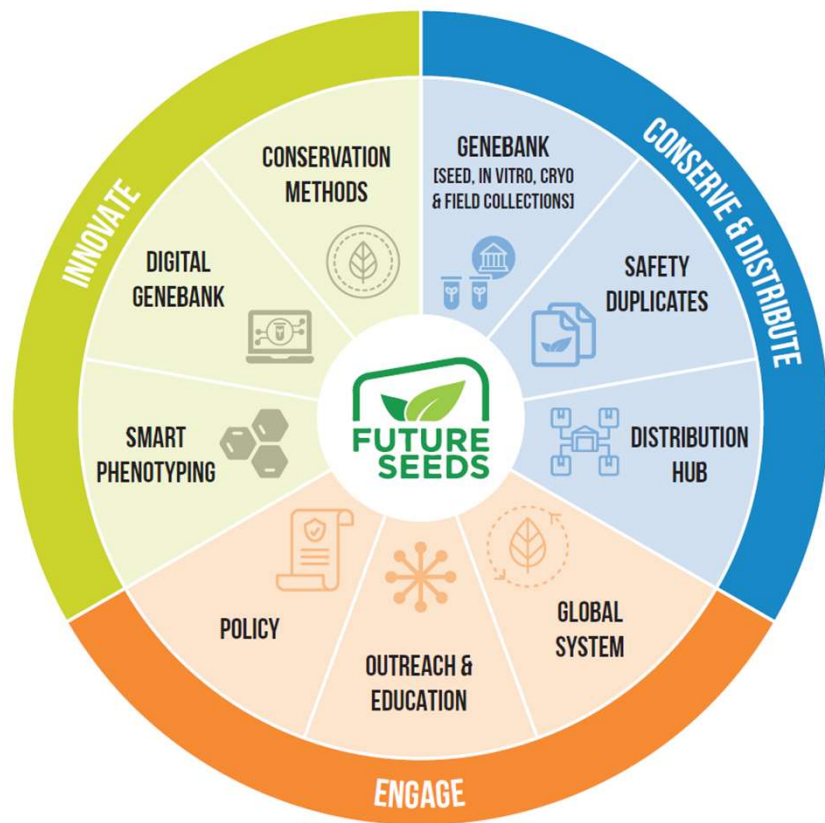 INNOVATE
CONSERVATION
METHODS
DIGITAL
GENEBANK
SMART
PHENOTYPING
CONSERVE & DISTRIBUTE
GENEBANK
[SEED, IN VITRO, CRYO
& FIELD COLLECTIONS]
SAFETY
DUPLICATES
DISTRIBUTION
HUB
FUTURE
SEEDS
POLICY
OUTREACH &
EDUCATION
GLOBAL
SYSTEM
ENGAGE